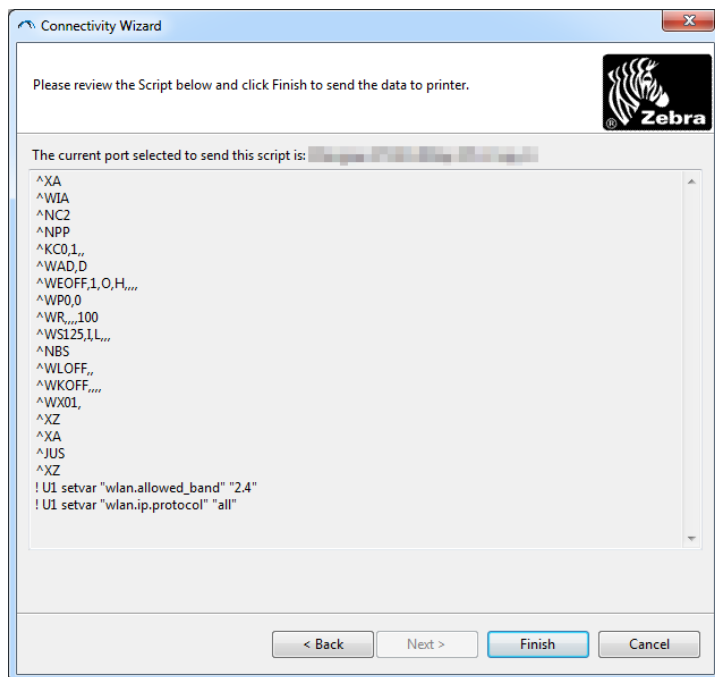 Connectivity Wizard
Please review the Script below and click Finish to send the data to printer.
® Zebra
The current port selected to send this script is:
^XA
^WIA
^NC2
^NPP
^KC0,1,,
^WAD,D
^WEOFF,1,O,H,,,,
^WP0,0
^WR,,,,100
^WS125,I,L,,,
^NBS
^WLOFF,,
^WKOFF,,,,
^WX01,
^XZ
^XA
^JUS
^XZ
! U1 setvar "wlan.allowed_band" "2.4"
! U1 setvar "wlan.ip.protocol" "all"
< Back Next > Finish Cancel